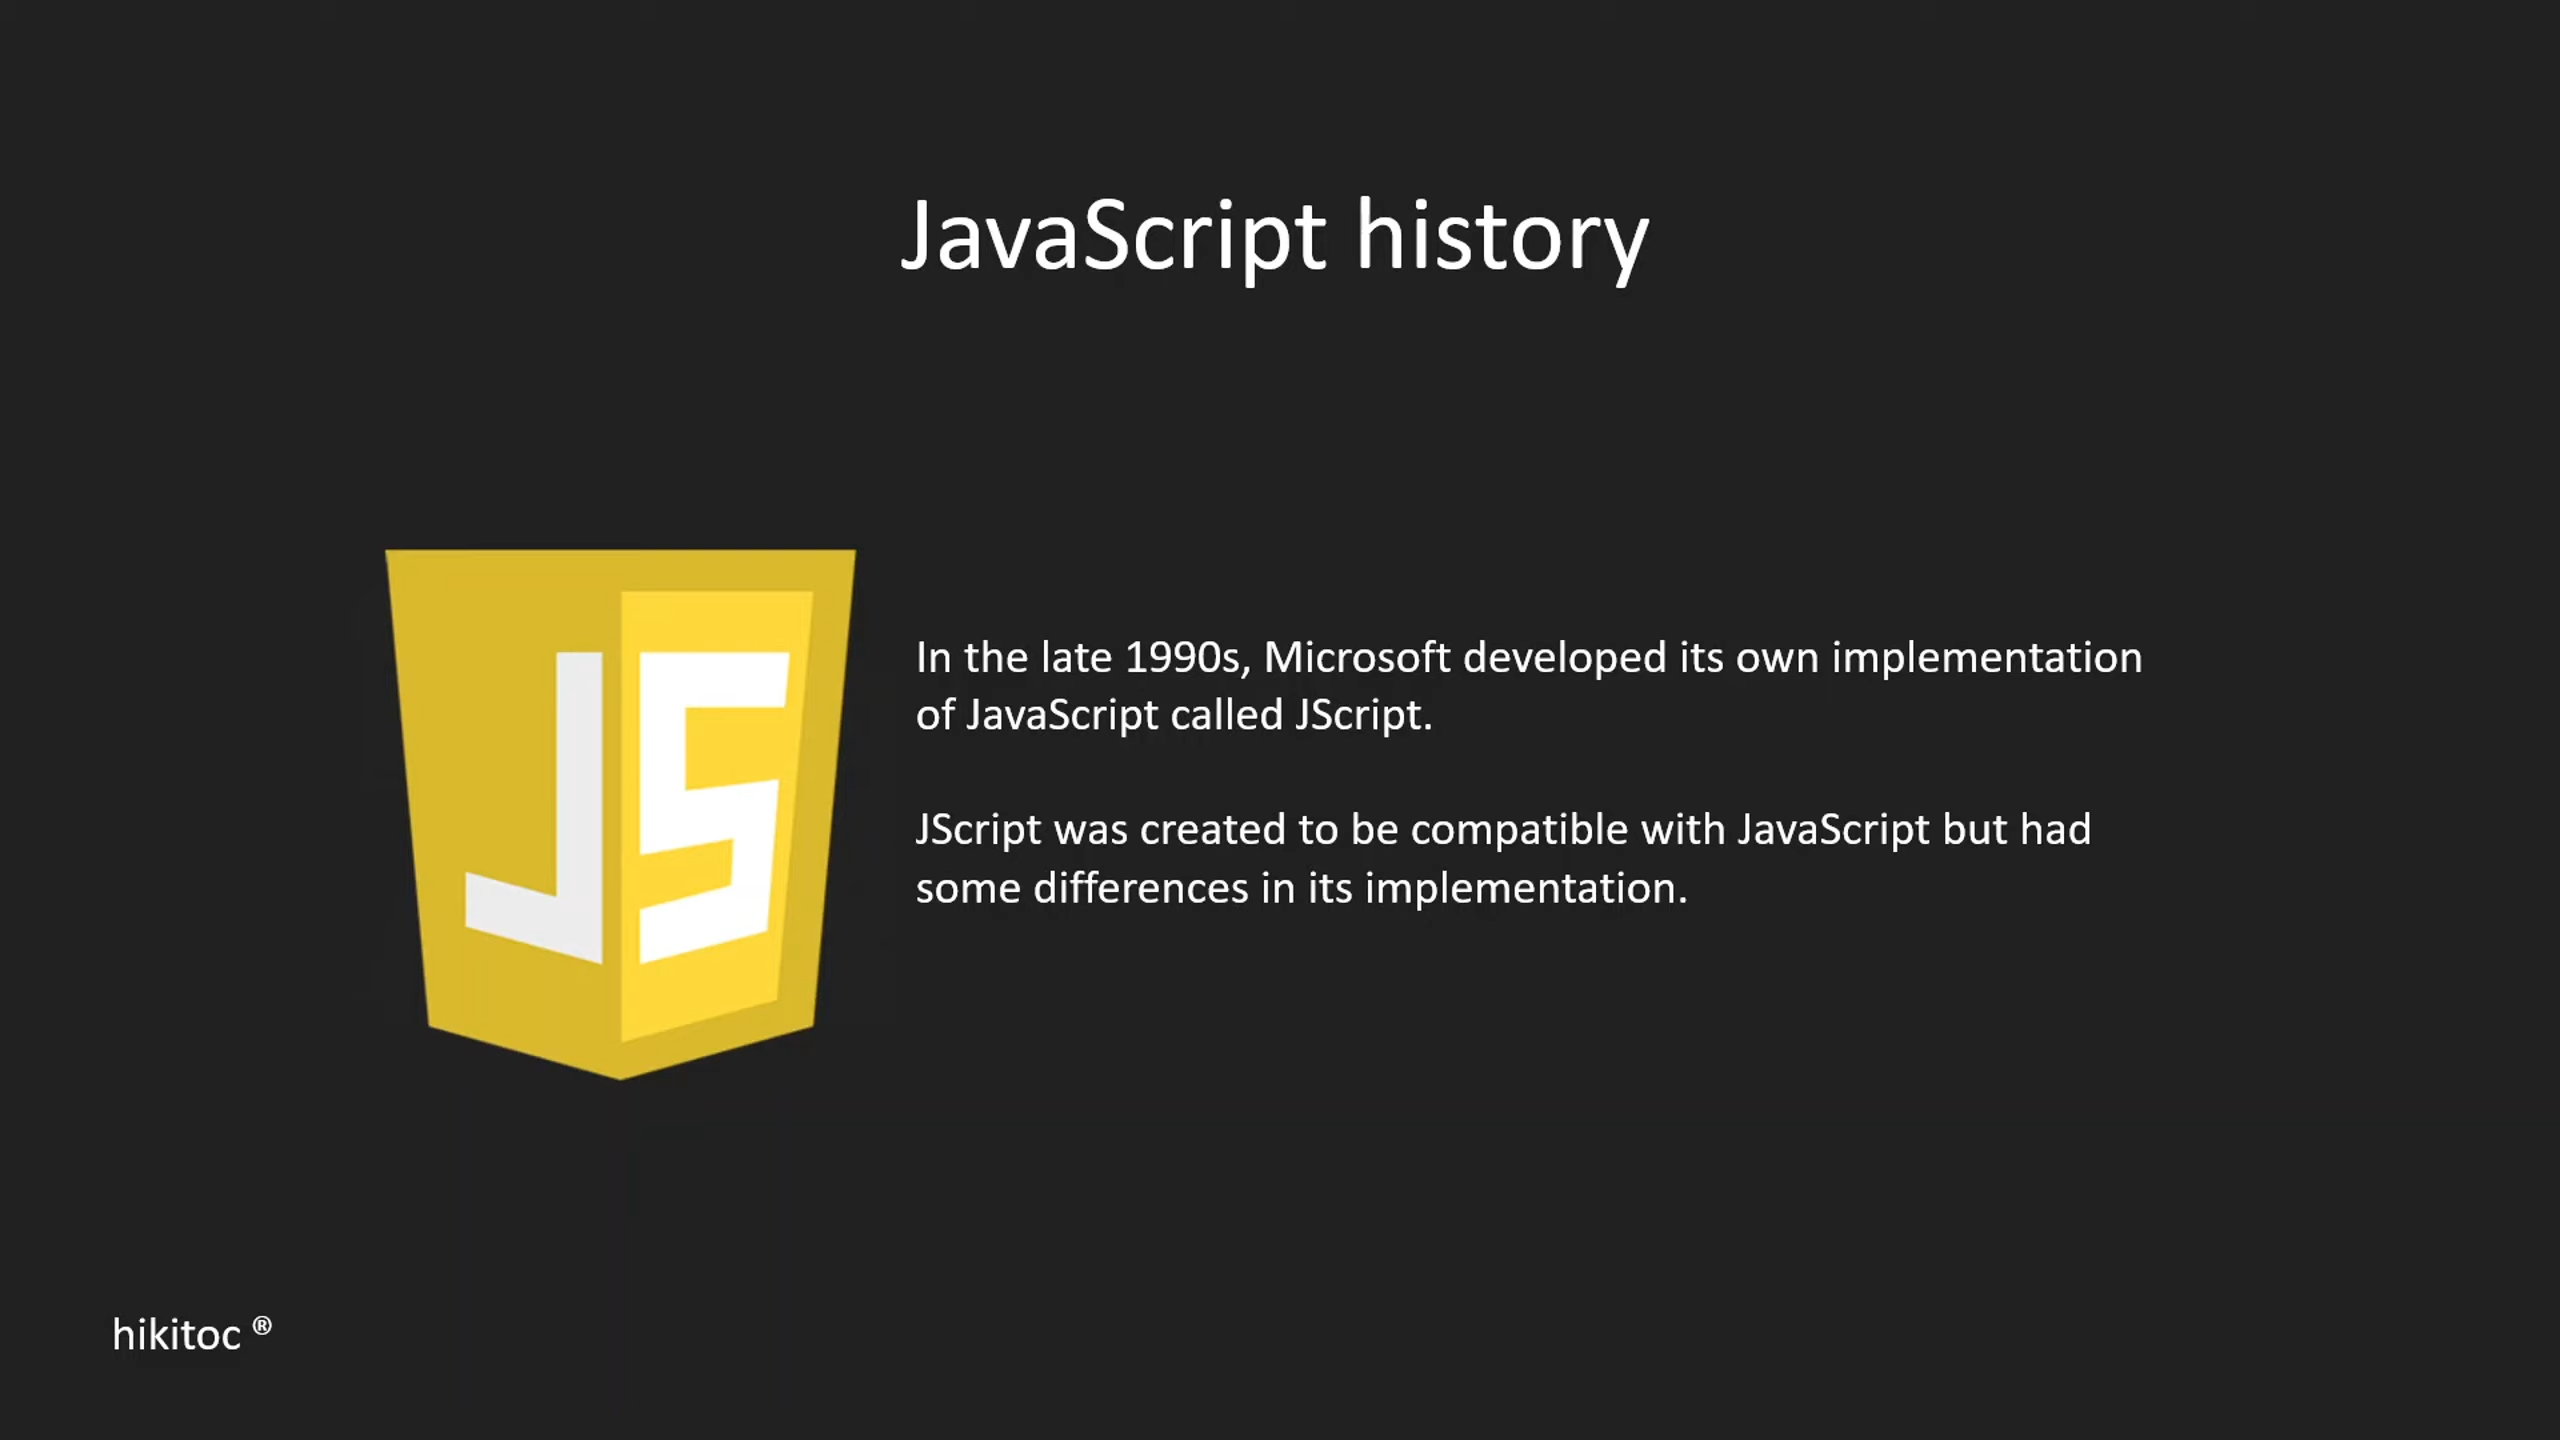 JavaScript history
JS
In the late 1990s, Microsoft developed its own implementation
of JavaScript called JScript.
JScript was created to be compatible with JavaScript but had
some differences in its implementation.
hikitoc ®